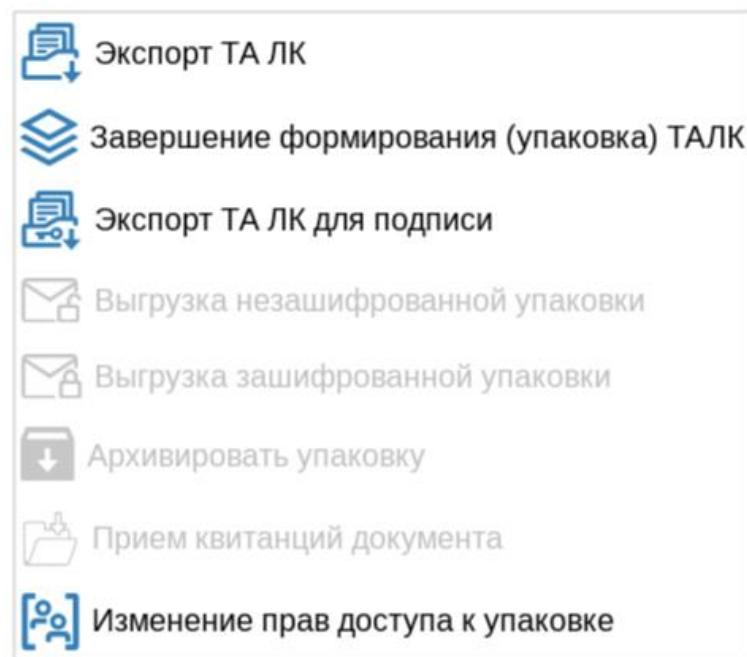 Экспорт ТА ЛК
Завершение формирования (упаковка) ТАЛК
Экспорт ТА ЛК для подписи
Выгрузка незашифрованной упаковки
Выгрузка зашифрованной упаковки
Архивировать упаковку
Прием квитанций документа
Изменение прав доступа к упаковке